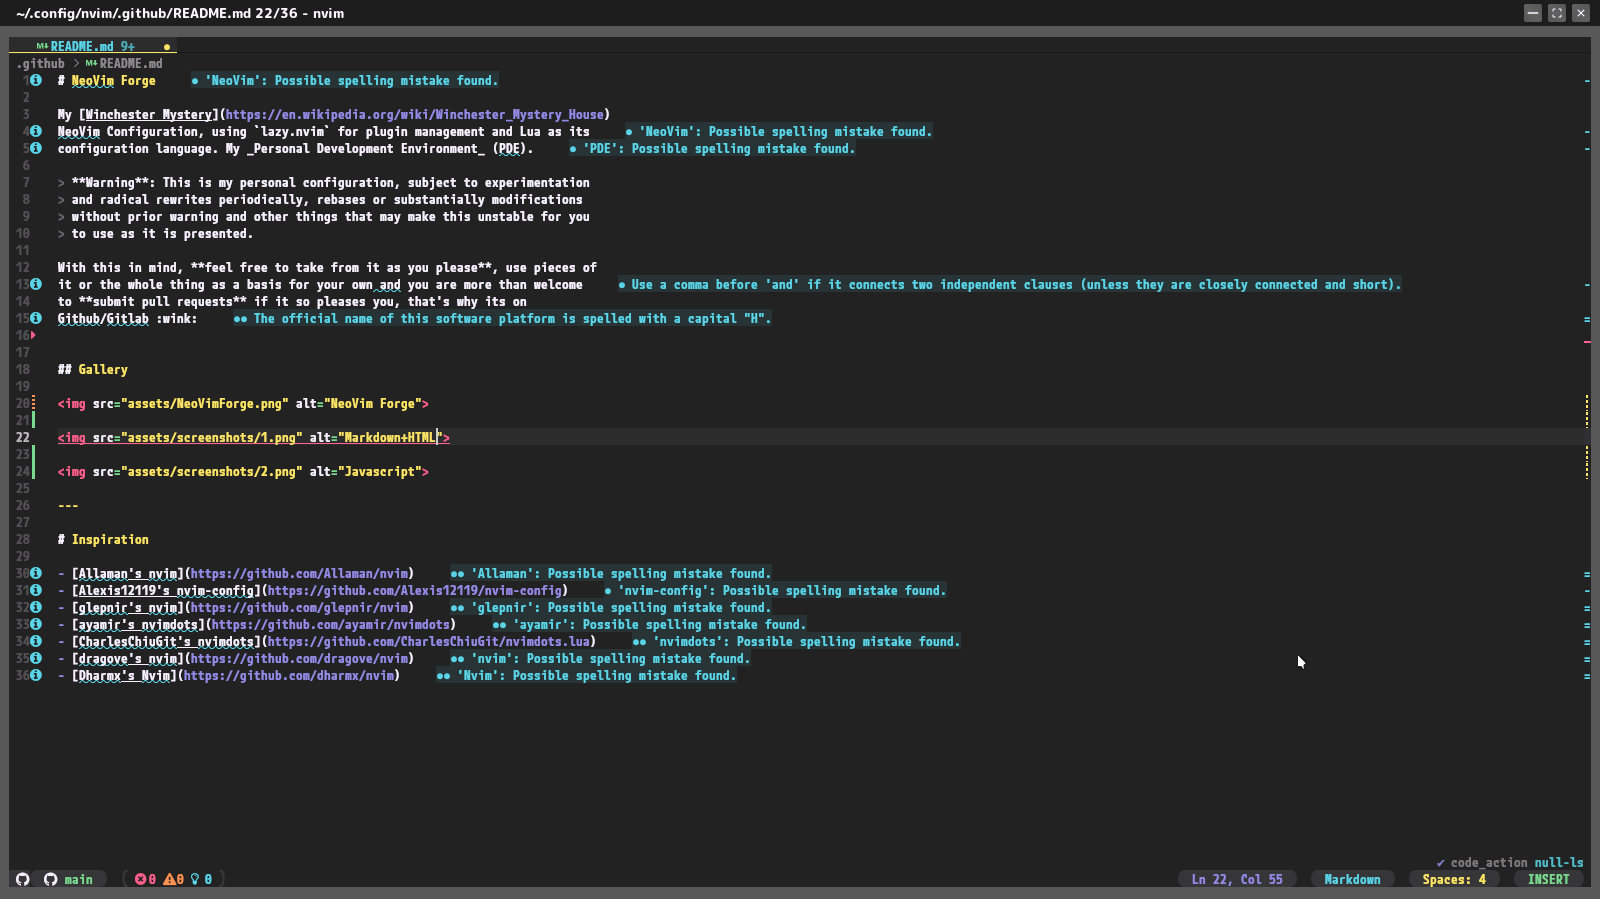 ~/.config/nvim/.github/README.md 22/36 - nvim
README.md 9+ ●
.github > README.md
1 # NeoVim Forge ● 'NeoVim': Possible spelling mistake found.
2
3 My [Winchester Mystery](https://en.wikipedia.org/wiki/Winchester_Mystery_House)
4 NeoVim Configuration, using `lazy.nvim` for plugin management and Lua as its ● 'NeoVim': Possible spelling mistake found.
5 configuration language. My _Personal Development Environment_ (PDE). ● 'PDE': Possible spelling mistake found.
6
7 > **Warning**: This is my personal configuration, subject to experimentation
8 > and radical rewrites periodically, rebases or substantially modifications
9 > without prior warning and other things that may make this unstable for you
10 > to use as it is presented.
11
12 With this in mind, **feel free to take from it as you please**, use pieces of
13 it or the whole thing as a basis for your own and you are more than welcome ● Use a comma before 'and' if it connects two independent clauses (unless they are closely connected and short).
14 to **submit pull requests** if it so pleases you, that's why its on
15 Github/Gitlab :wink: ●● The official name of this software platform is spelled with a capital "H".
16
17
18 ## Gallery
19
20 <img src="assets/NeoVimForge.png" alt="NeoVim Forge">
21
22 <img src="assets/screenshots/1.png" alt="Markdown+HTML">
23
24 <img src="assets/screenshots/2.png" alt="Javascript">
25
26 ---
27
28 # Inspiration
29
30 - [Allaman's nvim](https://github.com/Allaman/nvim) ●● 'Allaman': Possible spelling mistake found.
31 - [Alexis12119's nvim-config](https://github.com/Alexis12119/nvim-config) ● 'nvim-config': Possible spelling mistake found.
32 - [glepnir's nvim](https://github.com/glepnir/nvim) ●● 'glepnir': Possible spelling mistake found.
33 - [ayamir's nvimdots](https://github.com/ayamir/nvimdots) ●● 'ayamir': Possible spelling mistake found.
34 - [CharlesChiuGit's nvimdots](https://github.com/CharlesChiuGit/nvimdots.lua) ●● 'nvimdots': Possible spelling mistake found.
35 - [dragove's nvim](https://github.com/dragove/nvim) ●● 'nvim': Possible spelling mistake found.
36 - [Dharmx's Nvim](https://github.com/dharmx/nvim) ●● 'Nvim': Possible spelling mistake found.
✔ code_action null-ls
main 0 0 0 Ln 22, Col 55 Markdown Spaces: 4 INSERT